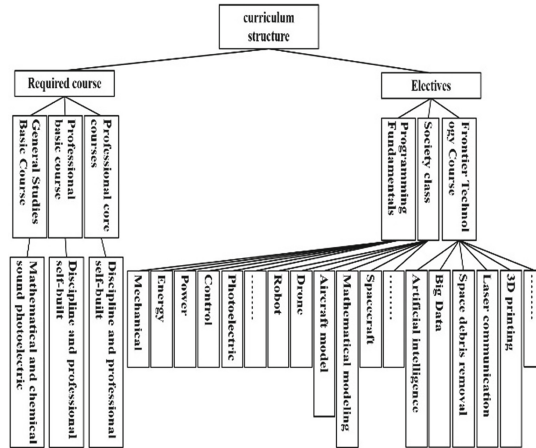 curriculum
structure
Required course
Electives
General Studies
Basic Course
Professional
basic course
Professional core
courses
Programming
Fundamentals
Society class
Frontier Technol
ogy Course
Mathematical and chemical
sound photoelectric
Discipline and professional
self-built
Discipline and professional
self-built
Mechanical
Energy
Power
Control
Photoelectric
........
Robot
Drone
Aircraft model
Mathematical modeling
Spacecraft
.........
Artificial intelligence
Big Data
Space debris removal
Laser communication
3D printing
.........